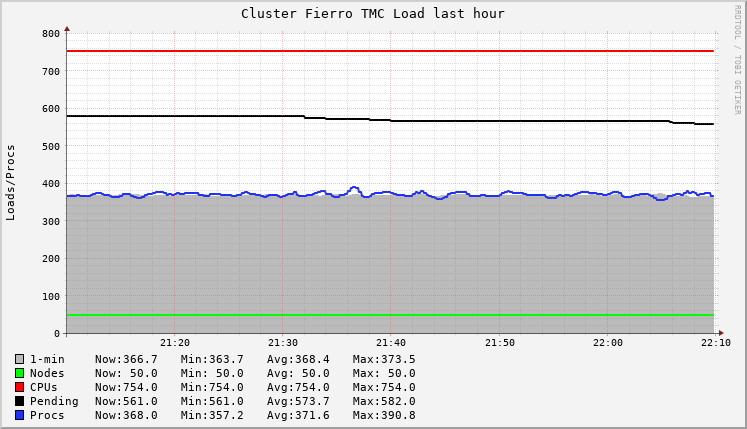 Cluster Fierro TMC Load last hour
RRDTOOL / TOBI OETIKER
Loads/Procs
800
700
600
500
400
300
200
100
0
21:20 21:30 21:40 21:50 22:00 22:10
1-min Now:366.7 Min:363.7 Avg:368.4 Max:373.5
Nodes Now: 50.0 Min: 50.0 Avg: 50.0 Max: 50.0
CPUs Now:754.0 Min:754.0 Avg:754.0 Max:754.0
Pending Now:561.0 Min:561.0 Avg:573.7 Max:582.0
Procs Now:368.0 Min:357.2 Avg:371.6 Max:390.8